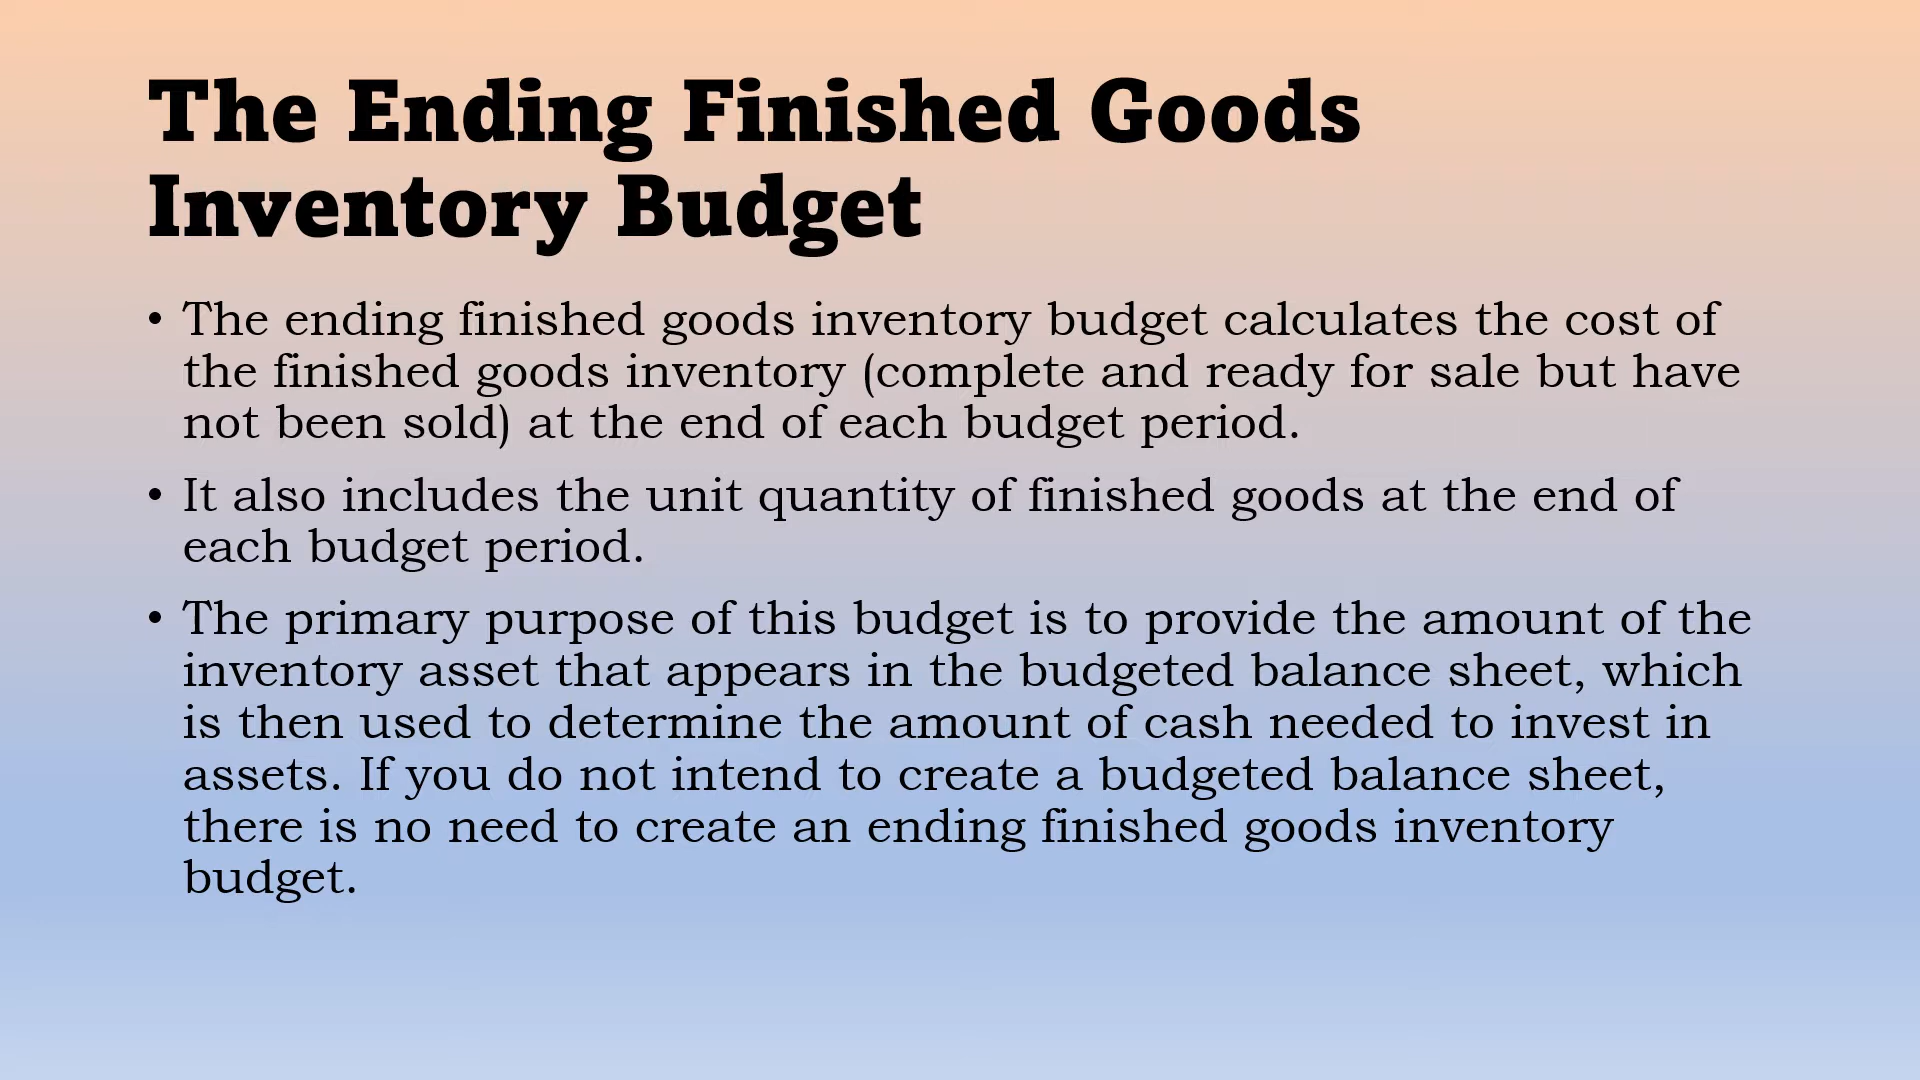 The Ending Finished Goods
Inventory Budget
• The ending finished goods inventory budget calculates the cost of
the finished goods inventory (complete and ready for sale but have
not been sold) at the end of each budget period.
• It also includes the unit quantity of finished goods at the end of
each budget period.
• The primary purpose of this budget is to provide the amount of the
inventory asset that appears in the budgeted balance sheet, which
is then used to determine the amount of cash needed to invest in
assets. If you do not intend to create a budgeted balance sheet,
there is no need to create an ending finished goods inventory
budget.